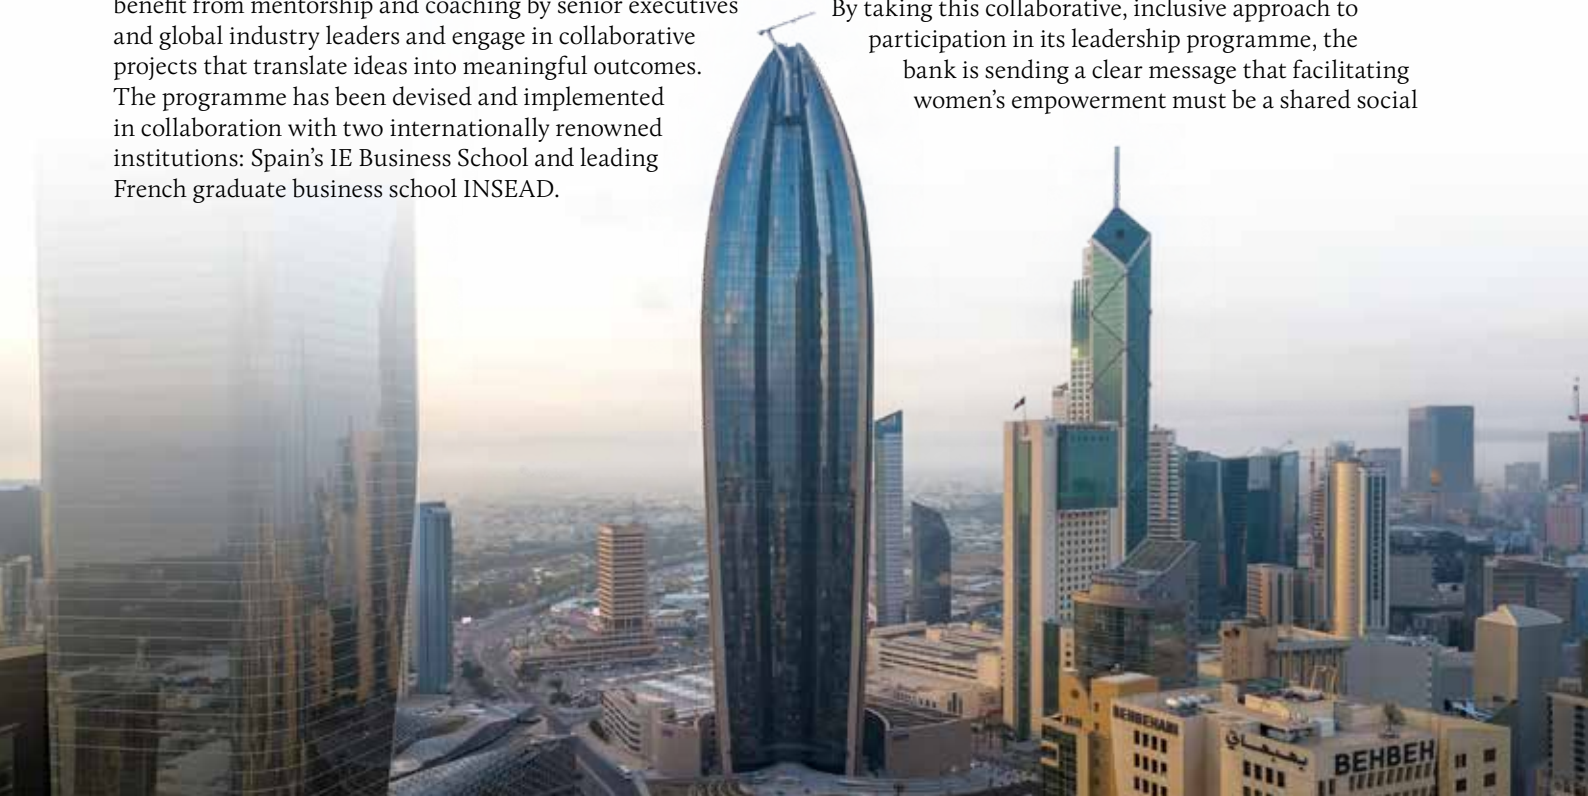 benefit from mentorship and coaching by senior executives
and global industry leaders and engage in collaborative
projects that translate ideas into meaningful outcomes.
The programme has been devised and implemented
in collaboration with two internationally renowned
institutions: Spain’s IE Business School and leading
French graduate business school INSEAD.
By taking this collaborative, inclusive approach to
participation in its leadership programme, the
bank is sending a clear message that facilitating
women’s empowerment must be a shared social
BEHBEHANI
بهبهاني
BEHBEH